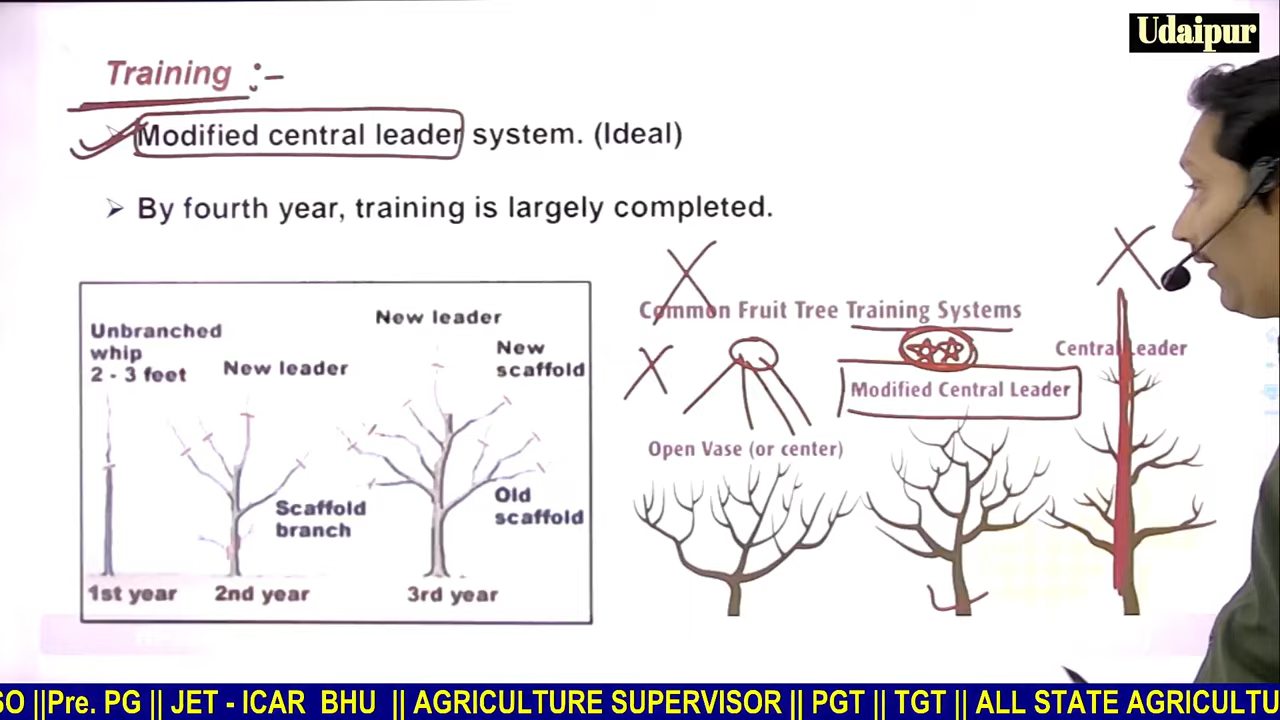 Udaipur
Training :-
Modified central leader system. (Ideal)
By fourth year, training is largely completed.
Unbranched
whip
2 - 3 feet
New leader
New leader
New
scaffold
Scaffold
branch
Old
scaffold
1st year
2nd year
3rd year
Common Fruit Tree Training Systems
Central Leader
Modified Central Leader
Open Vase (or center)
SO ||Pre. PG || JET - ICAR BHU || AGRICULTURE SUPERVISOR || PGT || TGT || ALL STATE AGRICULTU